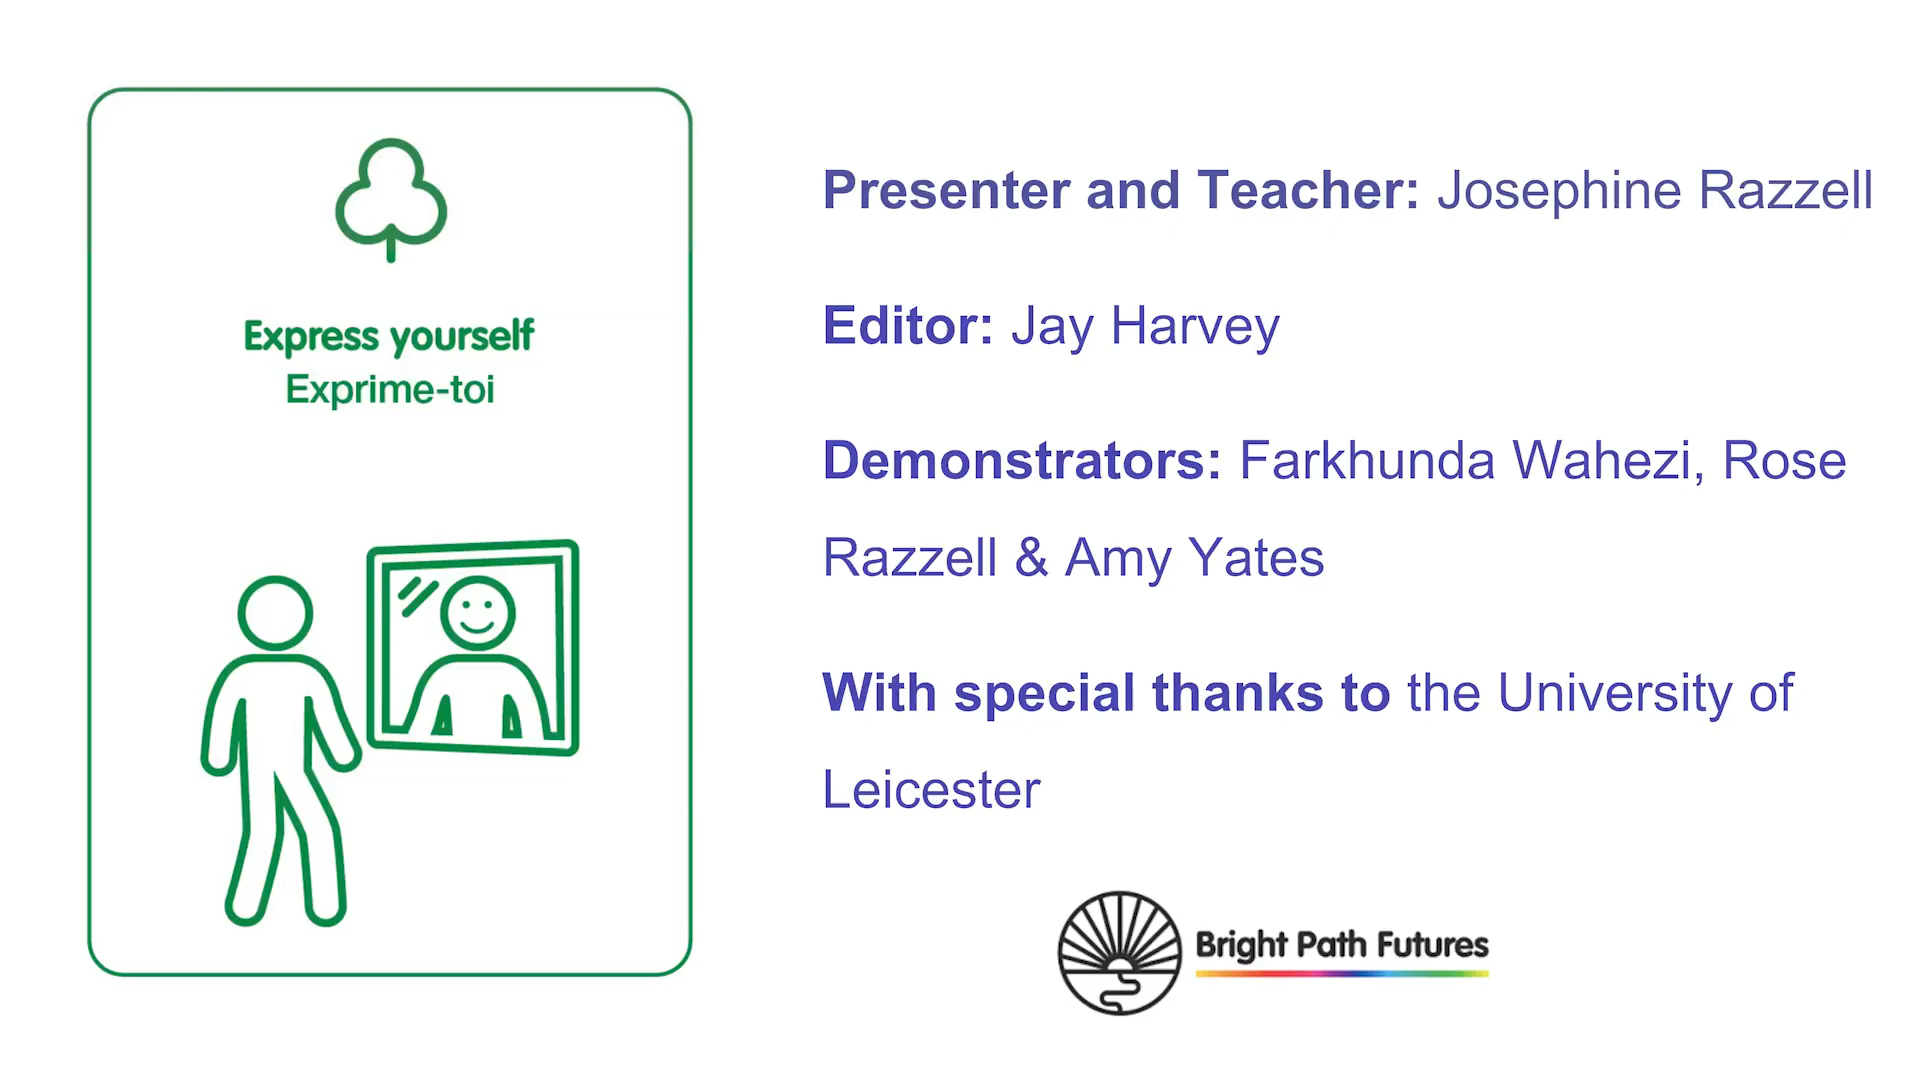 Express yourself
Exprime-toi
Presenter and Teacher: Josephine Razzell
Editor: Jay Harvey
Demonstrators: Farkhunda Wahezi, Rose
Razzell & Amy Yates
With special thanks to the University of
Leicester
Bright Path Futures